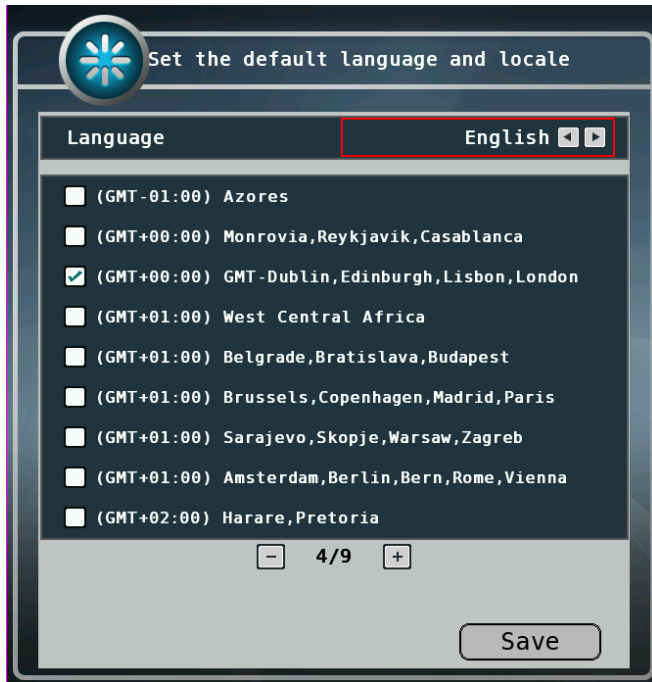 Set the default language and locale
Language English
(GMT-01:00) Azores
(GMT+00:00) Monrovia,Reykjavik,Casablanca
(GMT+00:00) GMT-Dublin,Edinburgh,Lisbon,London
(GMT+01:00) West Central Africa
(GMT+01:00) Belgrade,Bratislava,Budapest
(GMT+01:00) Brussels,Copenhagen,Madrid,Paris
(GMT+01:00) Sarajevo,Skopje,Warsaw,Zagreb
(GMT+01:00) Amsterdam,Berlin,Bern,Rome,Vienna
(GMT+02:00) Harare,Pretoria
- 4/9 +
Save